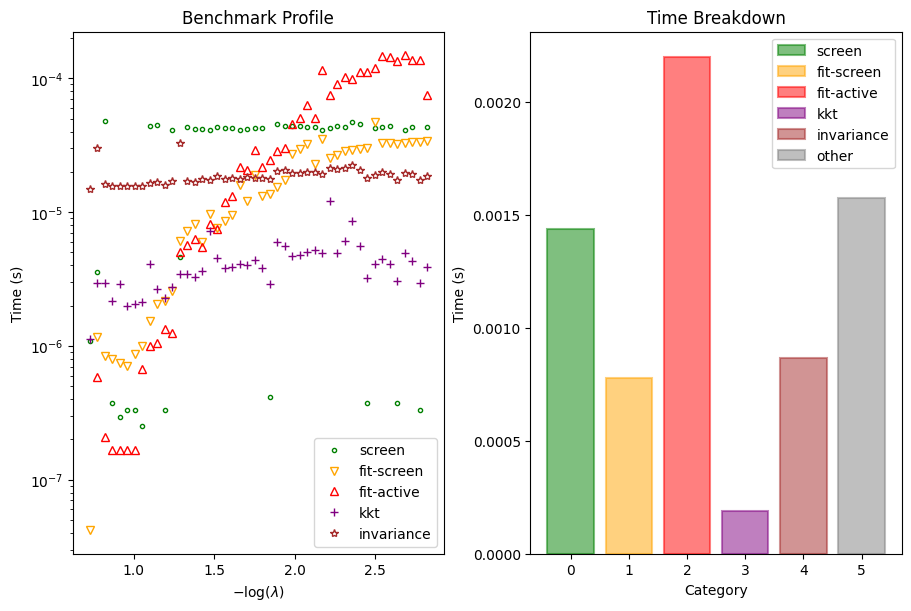 Benchmark Profile
Time (s)
10⁻⁴
10⁻⁵
10⁻⁶
10⁻⁷
1.0 1.5 2.0 2.5
−log(λ)
screen
fit-screen
fit-active
kkt
invariance
Time Breakdown
Time (s)
0.0020
0.0015
0.0010
0.0005
0.0000
0 1 2 3 4 5
Category
screen
fit-screen
fit-active
kkt
invariance
other